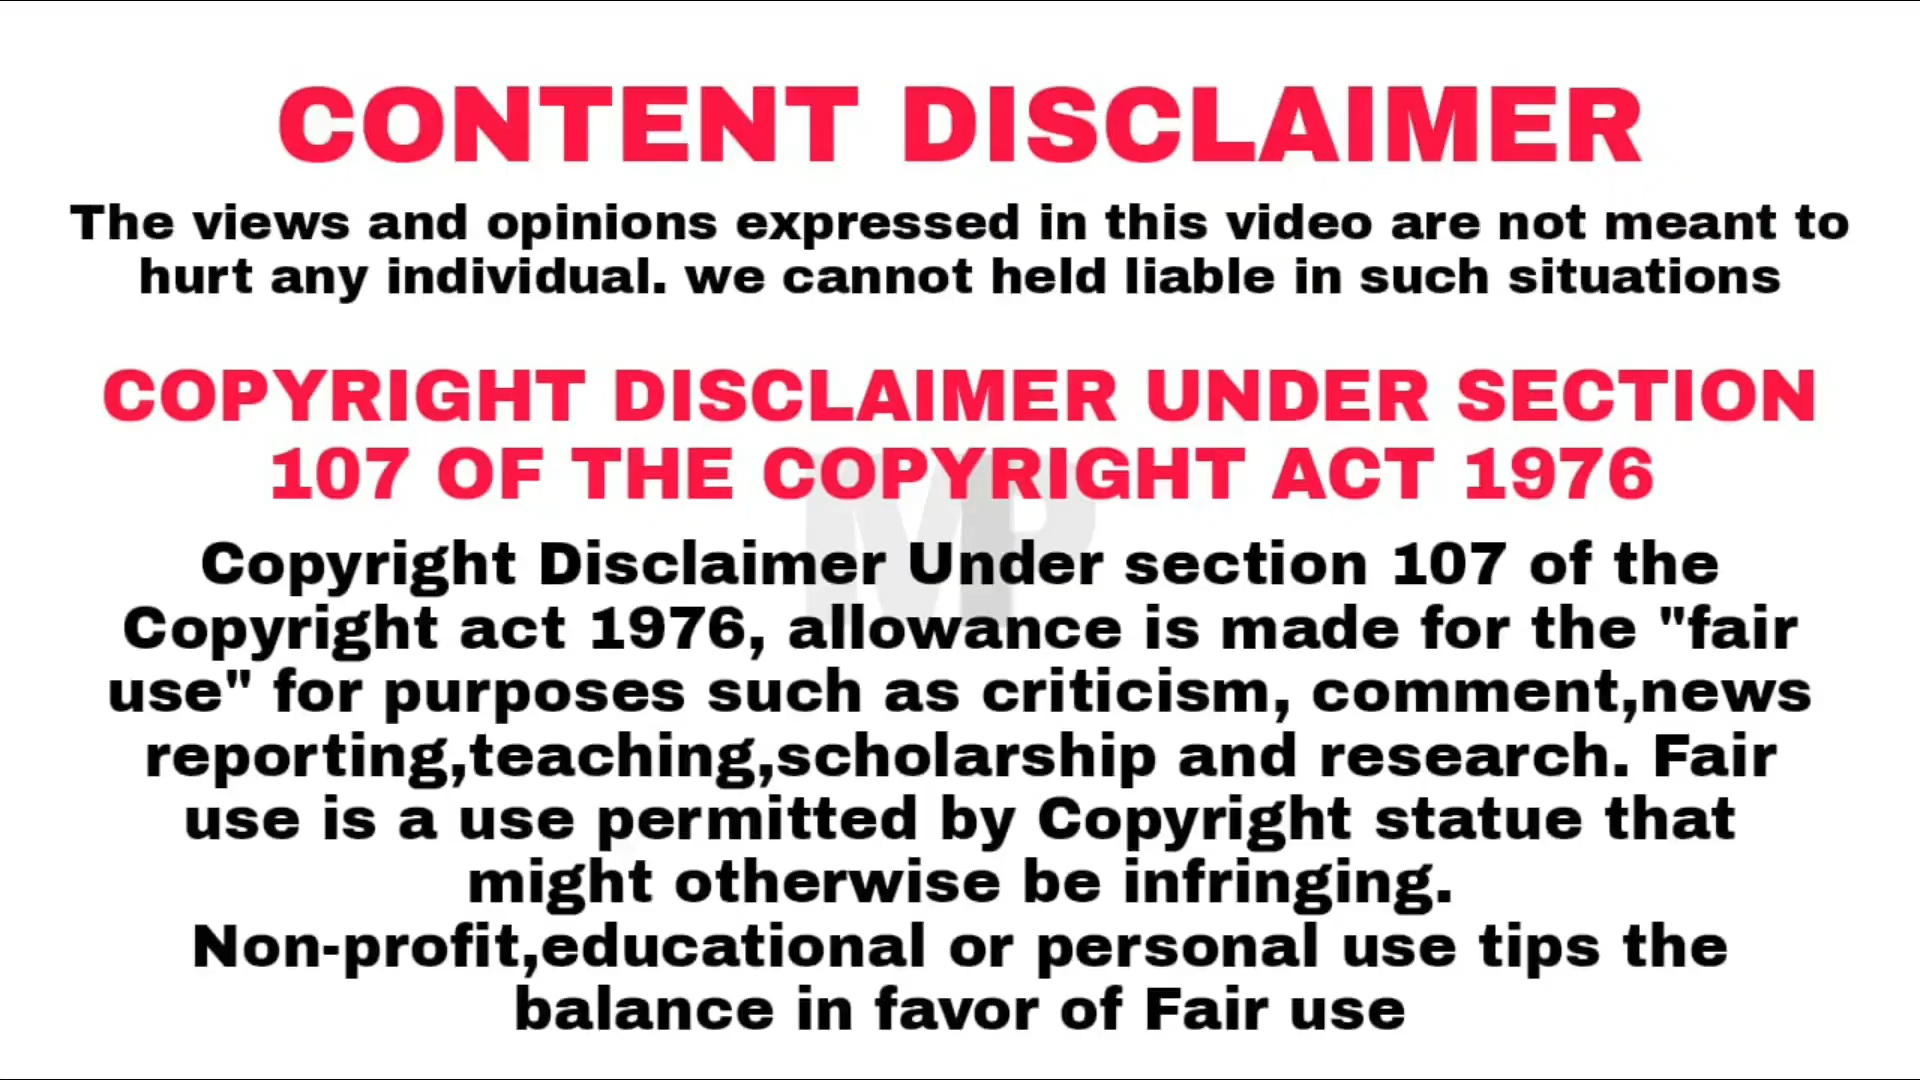 CONTENT DISCLAIMER
The views and opinions expressed in this video are not meant to
hurt any individual. we cannot held liable in such situations
COPYRIGHT DISCLAIMER UNDER SECTION
107 OF THE COPYRIGHT ACT 1976
MP
Copyright Disclaimer Under section 107 of the
Copyright act 1976, allowance is made for the "fair
use" for purposes such as criticism, comment,news
reporting,teaching,scholarship and research. Fair
use is a use permitted by Copyright statue that
might otherwise be infringing.
Non-profit,educational or personal use tips the
balance in favor of Fair use